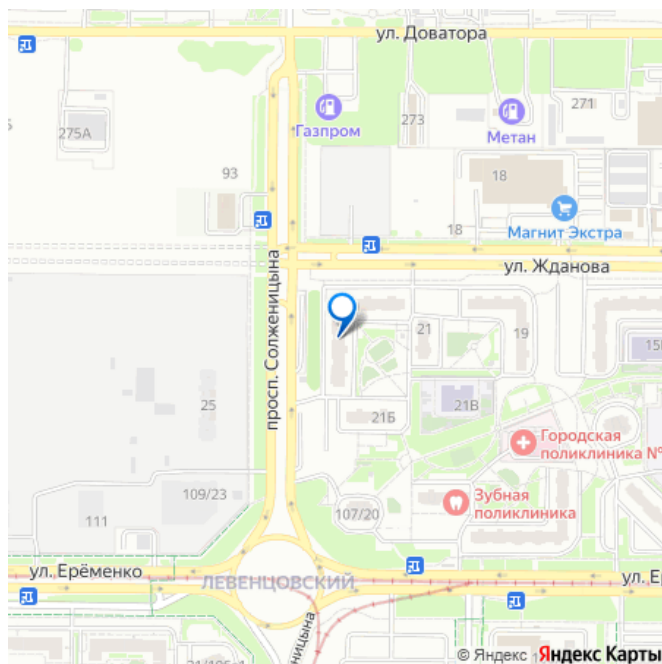 ул. Доватора
Газпром
273
Метан
271
275А
93
18
18
Магнит Экстра
ул. Жданова
просп. Солженицына
21
19
15
25
21Б
21В
Городская
поликлиника №
Зубная
поликлиника
109/23
111
107/20
ул. Ерёменко
ЛЕВЕНЦОВСКИЙ
ул. Е
© Яндекс Яндекс Карты